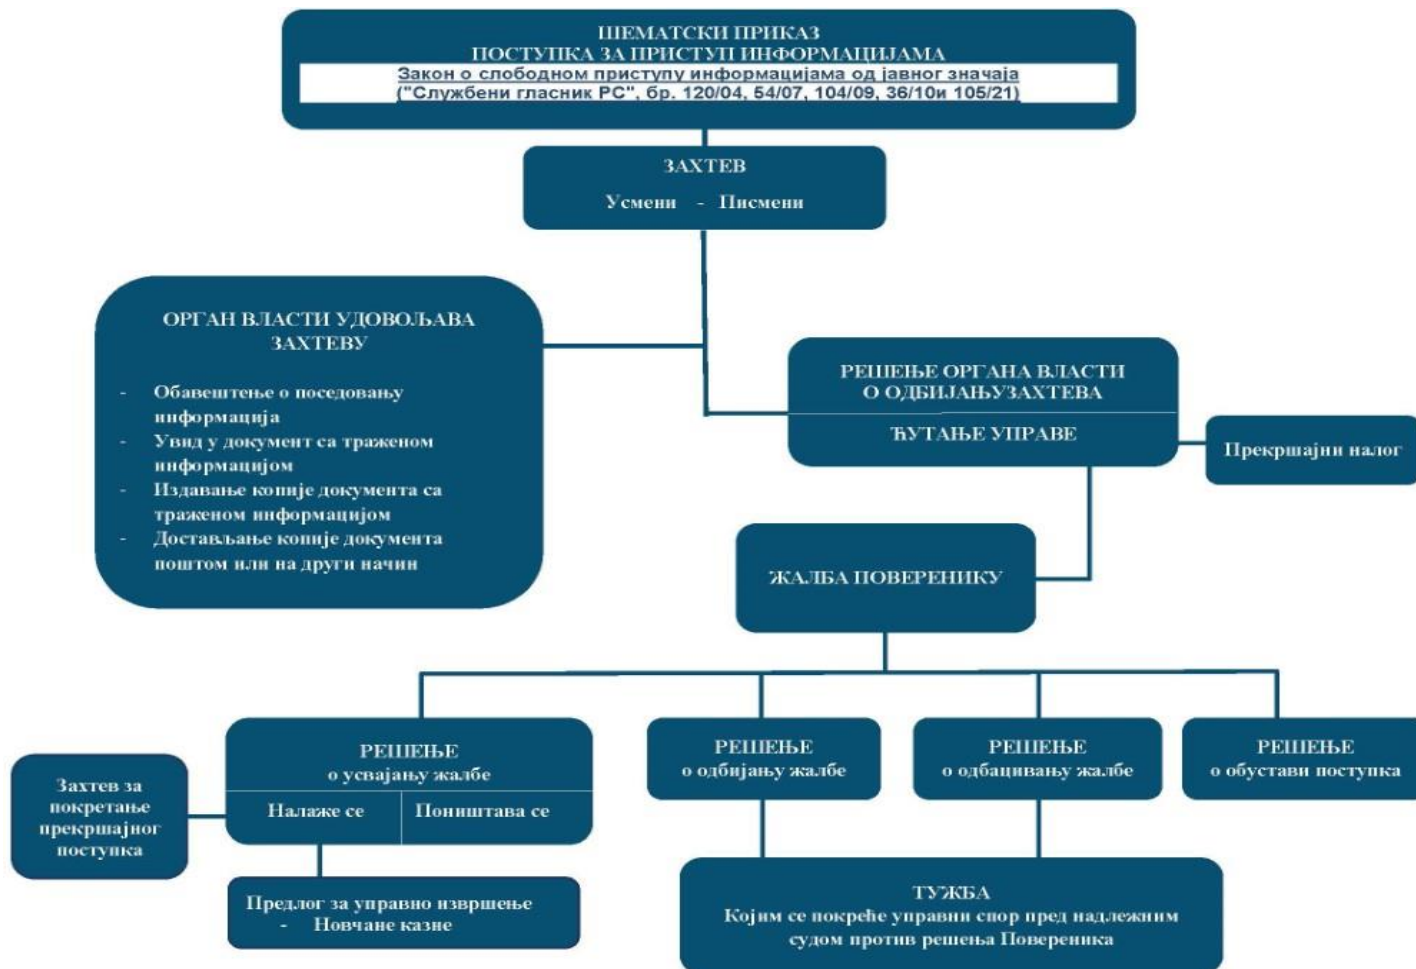 ШЕМАТСКИ ПРИКАЗ
ПОСТУПКА ЗА ПРИСТУП ИНФОРМАЦИЈАМА
Закон о слободном приступу информацијама од јавног значаја
("Службени гласник РС", бр. 120/04, 54/07, 104/09, 36/10и 105/21)
ЗАХТЕВ
Усмени - Писмени
ОРГАН ВЛАСТИ УДОВОЉАВА
ЗАХТЕВУ
- Обавештење о поседовању
информација
- Увид у документ са траженом
информацијом
- Издавање копије документа са
траженом информацијом
- Достављање копије документа
поштом или на други начин
РЕШЕЊЕ ОРГАНА ВЛАСТИ
О ОДБИЈАЊУЗАХТЕВА
ЋУТАЊЕ УПРАВЕ
Прекршајни налог
ЖАЛБА ПОВЕРЕНИКУ
Захтев за
покретање
прекршајног
поступка
РЕШЕЊЕ
о усвајању жалбе
Налаже се
Поништава се
РЕШЕЊЕ
о одбијању жалбе
РЕШЕЊЕ
о одбацивању жалбе
РЕШЕЊЕ
о обустави поступка
Предлог за управно извршење
- Новчане казне
ТУЖБА
Којим се покреће управни спор пред надлежним
судом против решења Повереника